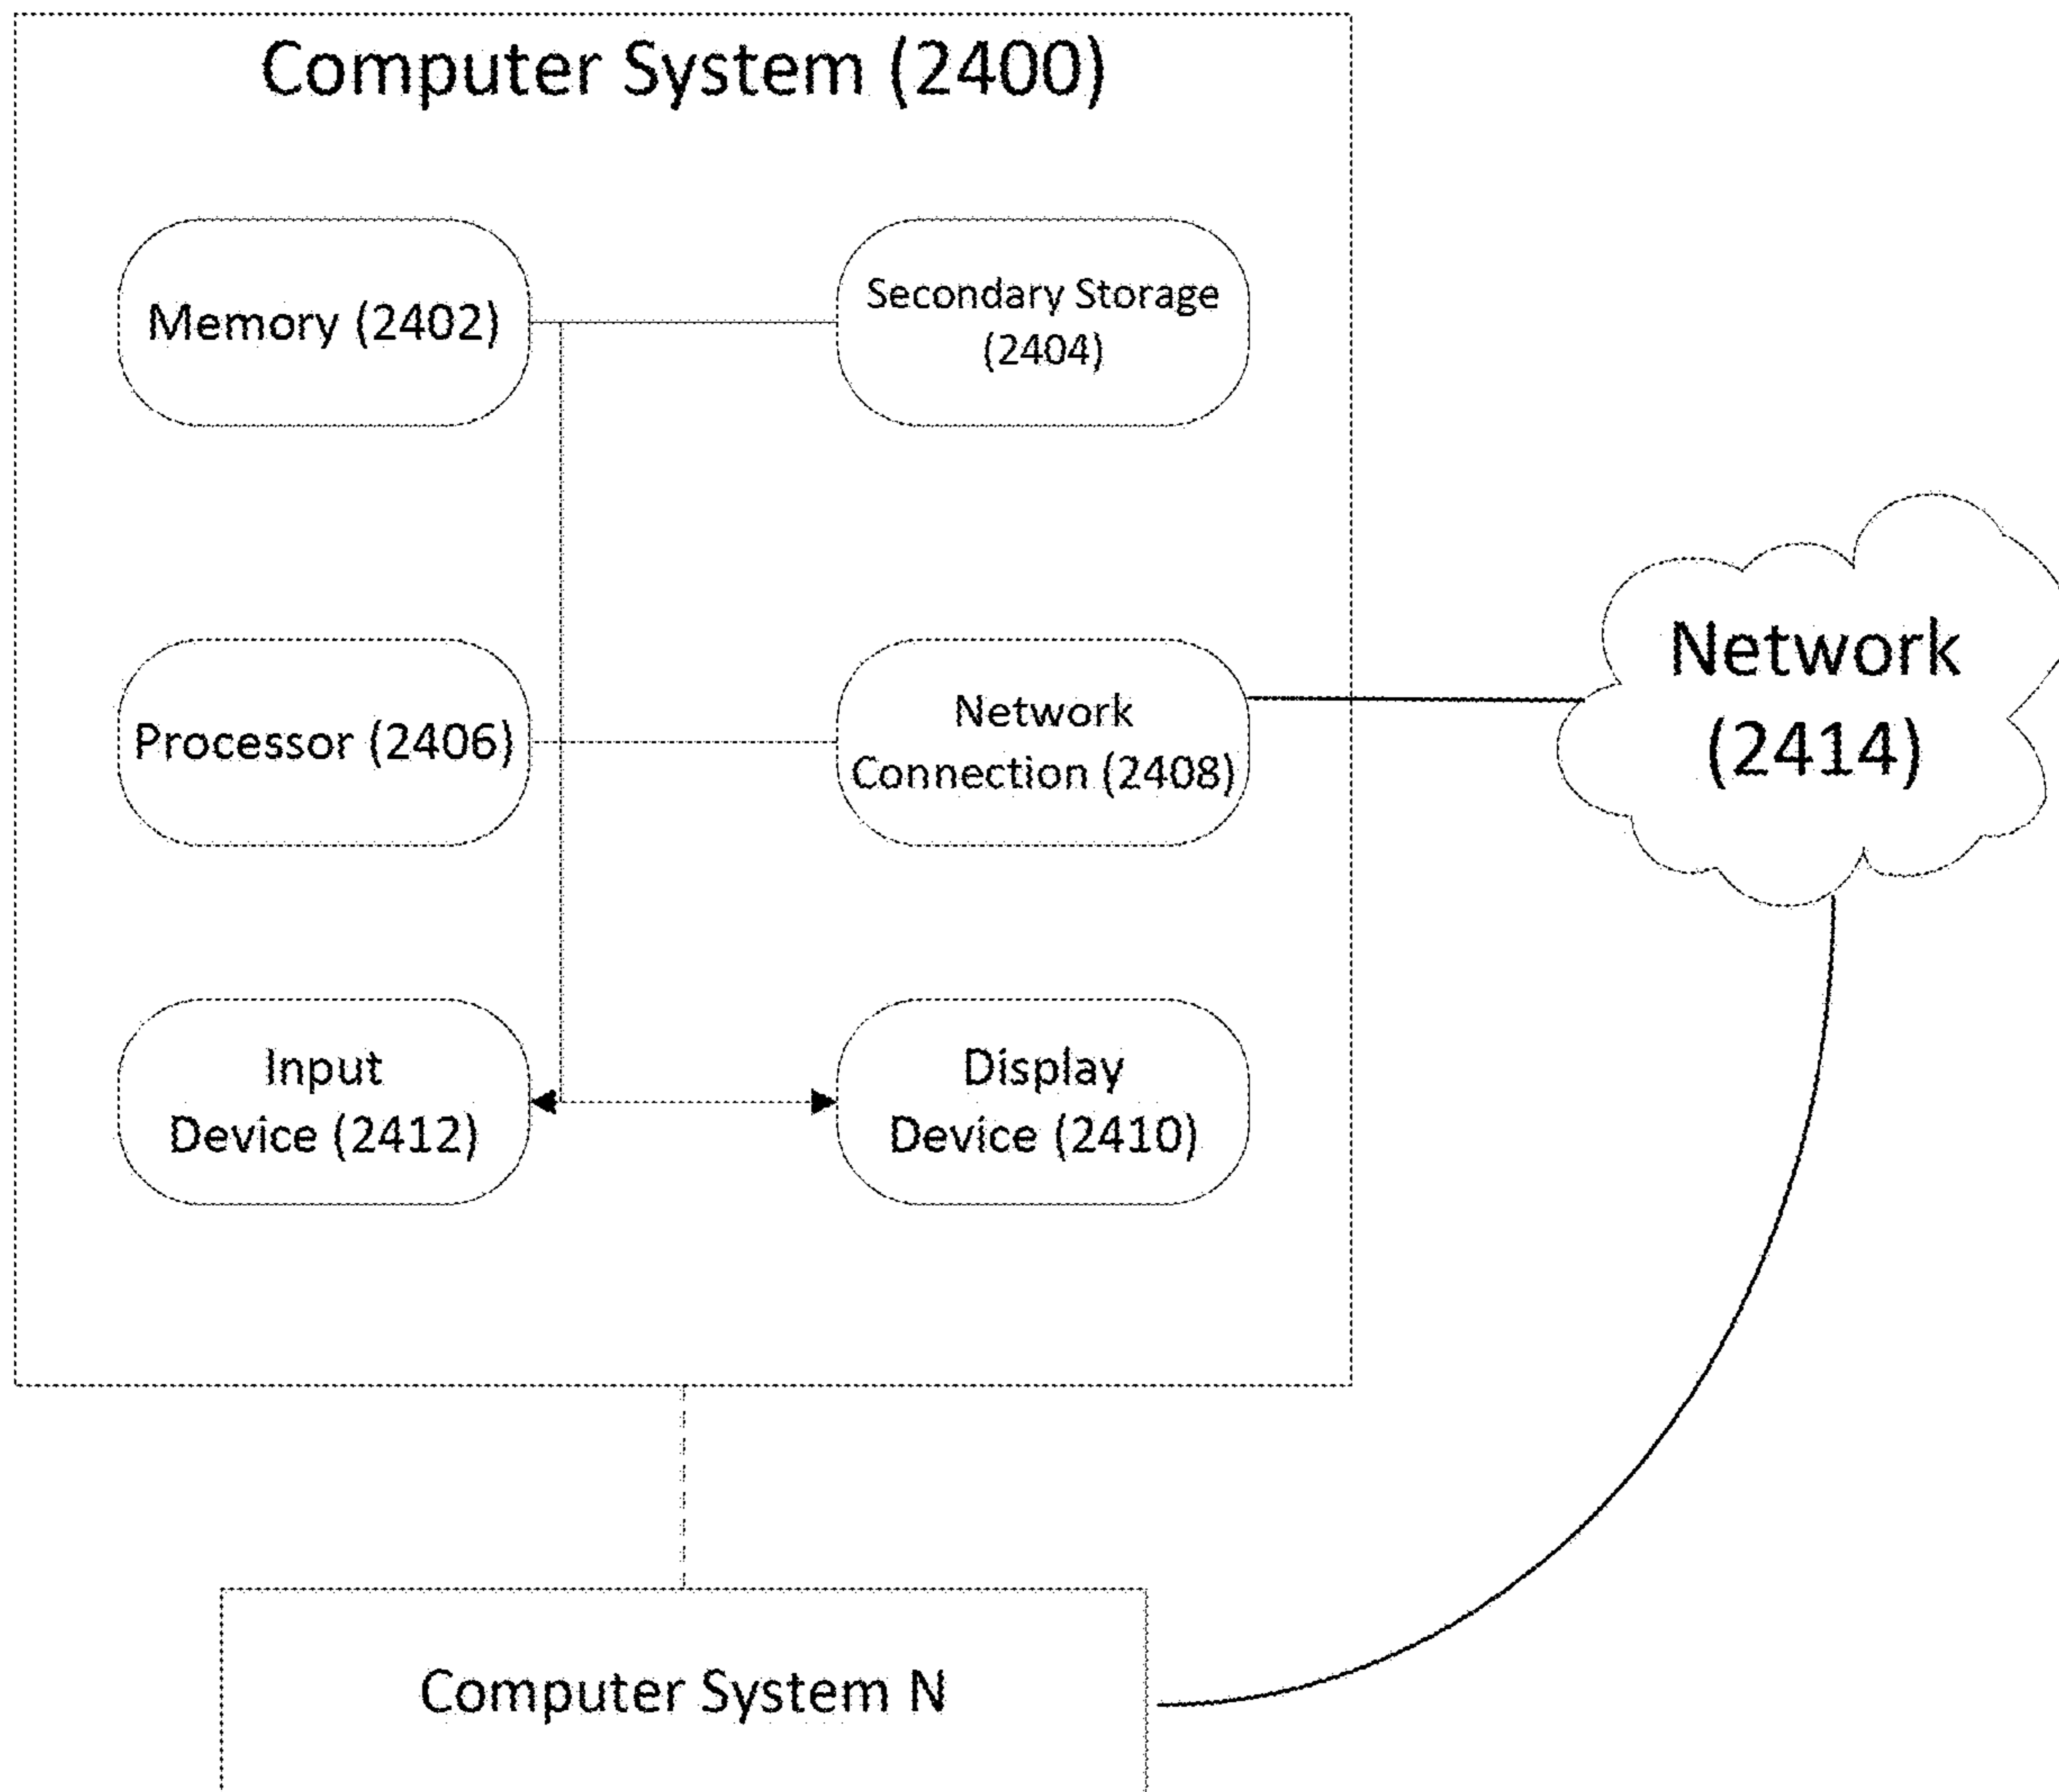 Computer System (2400)
Memory (2402)
Secondary Storage
(2404)
Processor (2406)
Network
Connection (2408)
Network
(2414)
Input
Device (2412)
Display
Device (2410)
Computer System N